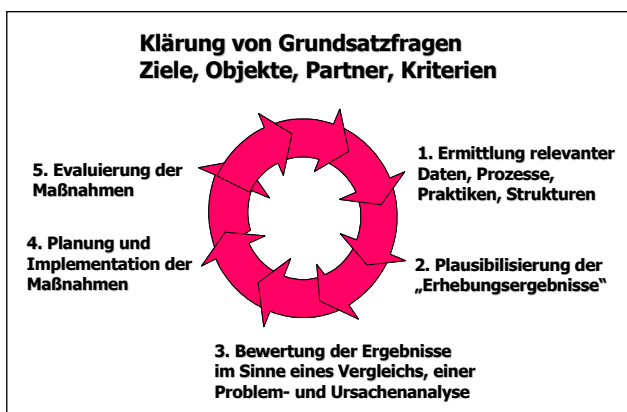 Klärung von Grundsatzfragen
Ziele, Objekte, Partner, Kriterien
1. Ermittlung relevanter
Daten, Prozesse,
Praktiken, Strukturen
2. Plausibilisierung der
„Erhebungsergebnisse“
3. Bewertung der Ergebnisse
im Sinne eines Vergleichs, einer
Problem- und Ursachenanalyse
4. Planung und
Implementation der
Maßnahmen
5. Evaluierung der
Maßnahmen